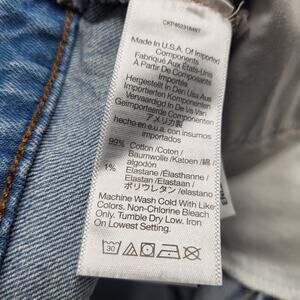 Made In U.S.A. Of Imported
Components
Fabriqué Aux États-Unis
À Partir De Composants
Importés
Hergestellt In Den Usa Aus
Importierten Komponenten
Vervaardigd In De Vs Van
Geïmporteerde Componenten
アメリカ製
hecho en e.u.a. con insumos
importados
99% Cotton /Coton /
Baumwolle /Katoen /綿 /
algodón
1% Elastane /Élasthanne /
Elastan /Elastaan /
ポリウレタン/ elastano
Machine Wash Cold With Like
Colors. Non-Chlorine Bleach
Only. Tumble Dry Low. Iron On
Lowest Setting.
30